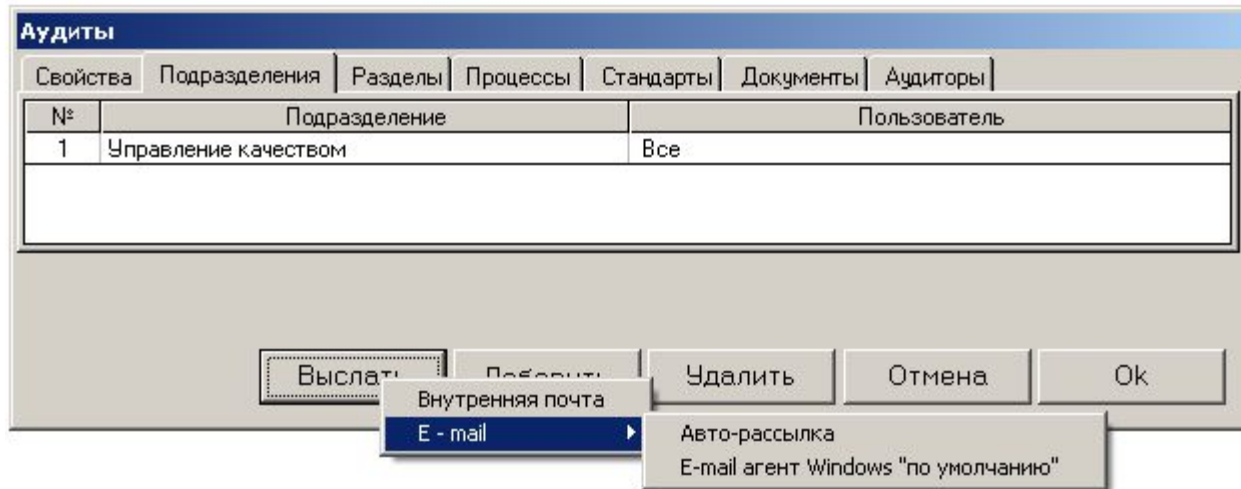 Аудиты
Свойства Подразделения Разделы Процессы Стандарты Документы Аудиторы
№ Подразделение Пользователь
1 Управление качеством Все
Выслать Добавить Удалить Отмена Ok
Внутренняя почта
E - mail Авто-рассылка
E-mail агент Windows "по умолчанию"